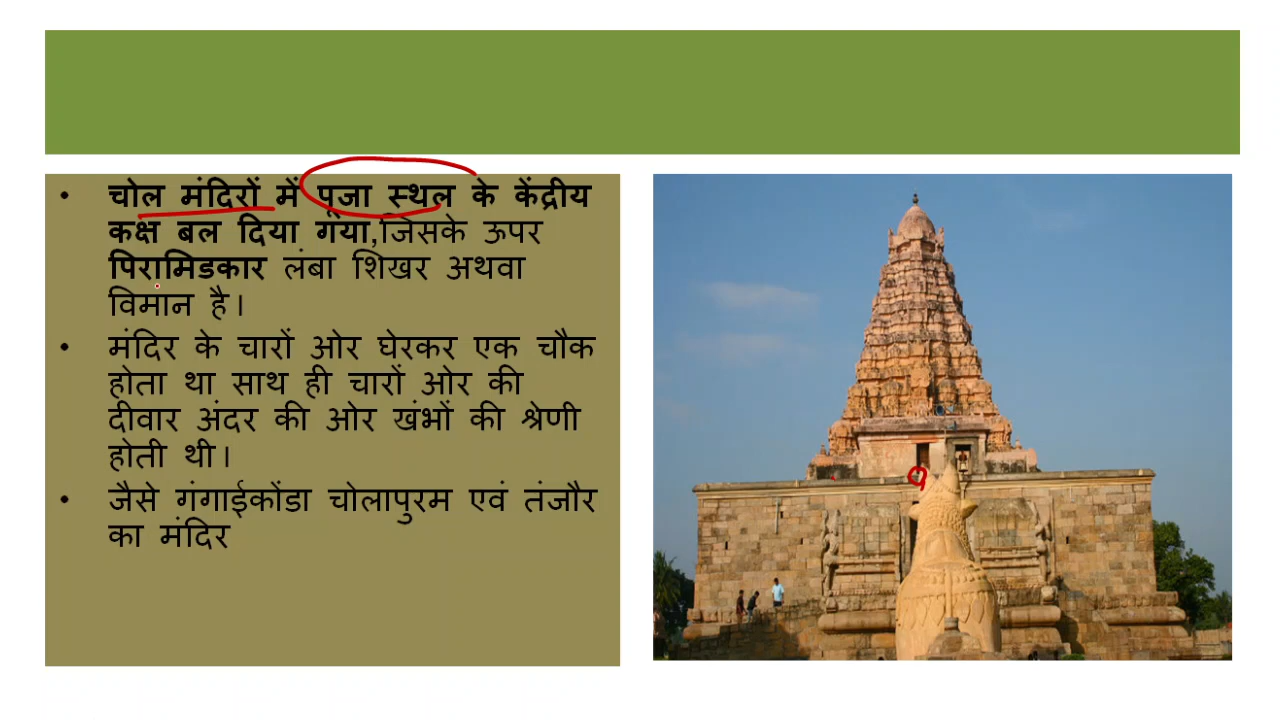 • चोल मंदिरों में पूजा स्थल के केंद्रीय
कक्ष बल दिया गया,जिसके ऊपर
पिरामिडकार लंबा शिखर अथवा
विमान है।
• मंदिर के चारों ओर घेरकर एक चौक
होता था साथ ही चारों ओर की
दीवार अंदर की ओर खंभों की श्रेणी
होती थी।
• जैसे गंगाईकोंडा चोलापुरम एवं तंजौर
का मंदिर